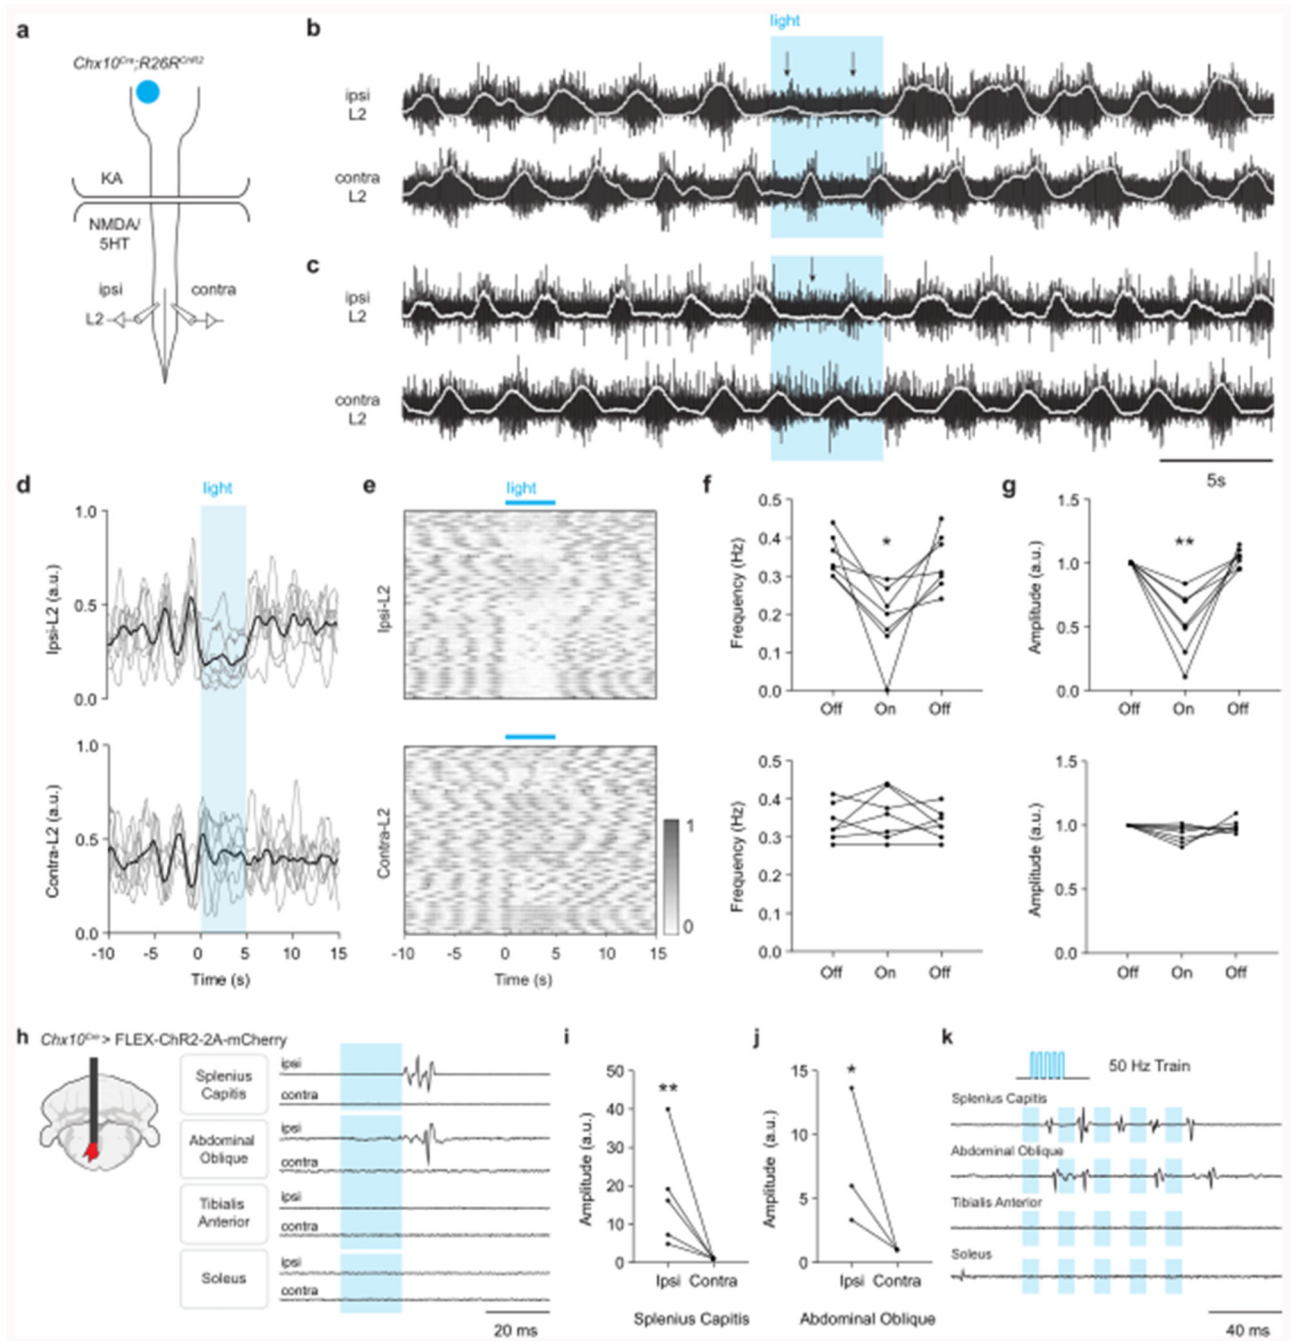 a
Chx10Cre;R26RChR2
KA
NMDA/
5HT
ipsi
contra
L2
b
light
ipsi
L2
contra
L2
c
ipsi
L2
contra
L2
5s
d
light
1.0
0.5
0.0
Ipsi-L2 (a.u.)
1.0
0.5
0.0
Contra-L2 (a.u.)
-10 -5 0 5 10 15
Time (s)
e
light
Ipsi-L2
Contra-L2
1
0
-10 -5 0 5 10 15
Time (s)
f
0.5
0.4
0.3
0.2
0.1
0.0
Frequency (Hz)
*
Off On Off
0.5
0.4
0.3
0.2
0.1
0.0
Frequency (Hz)
Off On Off
g
1.5
1.0
0.5
0.0
Amplitude (a.u.)
**
Off On Off
1.5
1.0
1.5
0.0
Amplitude (a.u.)
Off On Off
h
Chx10Cre > FLEX-ChR2-2A-mCherry
Splenius
Capitis
ipsi
contra
Abdominal
Oblique
ipsi
contra
Tibialis
Anterior
ipsi
contra
Soleus
ipsi
contra
20 ms
i
50
40
30
20
10
0
Amplitude (a.u.)
**
Ipsi Contra
Splenius Capitis
j
15
10
5
0
Amplitude (a.u.)
*
Ipsi Contra
Abdominal Oblique
k
50 Hz Train
Splenius Capitis
Abdominal Oblique
Tibialis Anterior
Soleus
40 ms